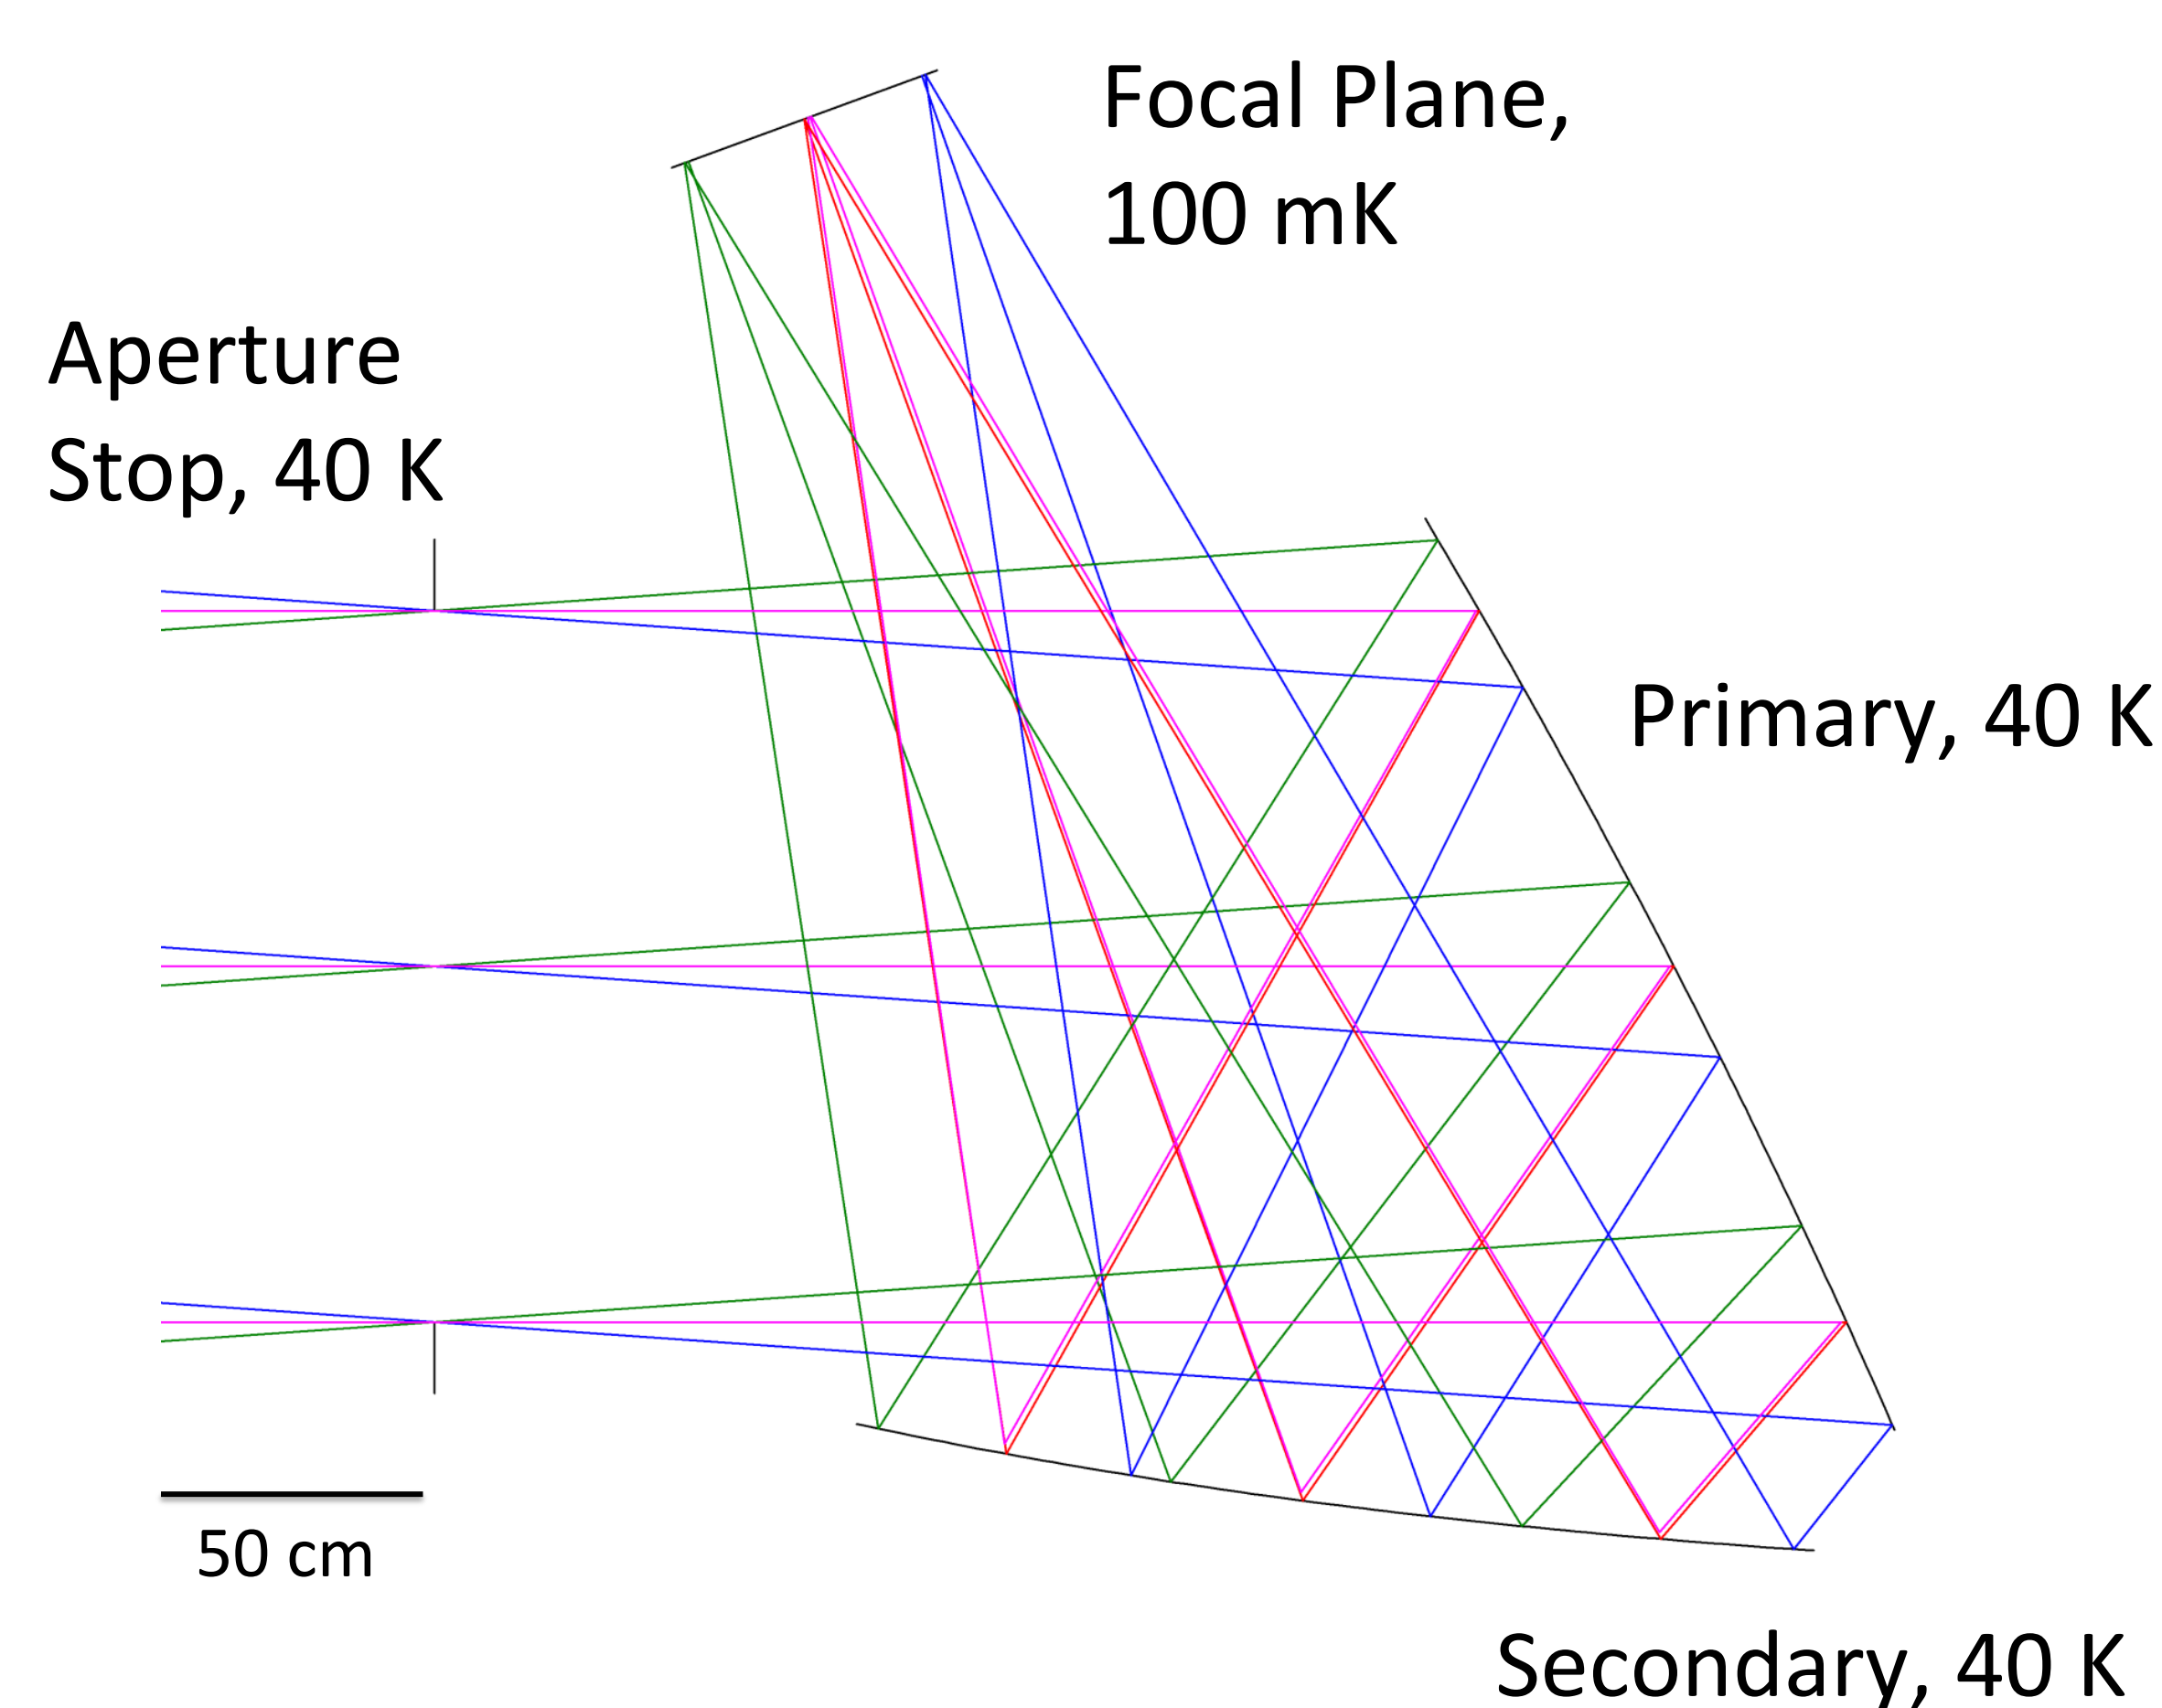 Focal Plane,
100 mK
Aperture
Stop, 40 K
Primary, 40 K
50 cm
Secondary, 40 K